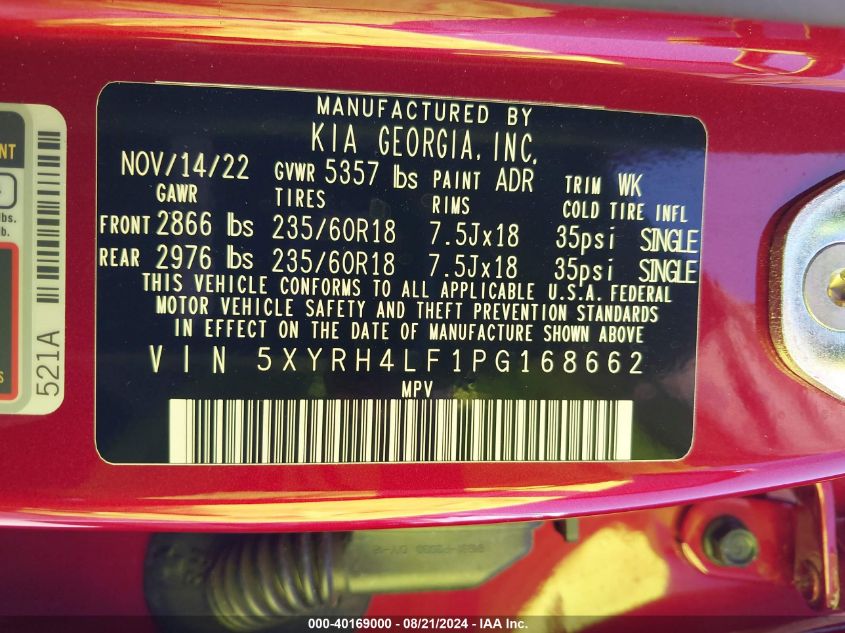 MANUFACTURED BY
KIA GEORGIA, INC.
NOV/14/22 GVWR 5357 lbs PAINT ADR TRIM WK
GAWR TIRES RIMS COLD TIRE INFL
FRONT 2866 lbs 235/60R18 7.5Jx18 35psi SINGLE
REAR 2976 lbs 235/60R18 7.5Jx18 35psi SINGLE
THIS VEHICLE CONFORMS TO ALL APPLICABLE U.S.A. FEDERAL
MOTOR VEHICLE SAFETY AND THEFT PREVENTION STANDARDS
IN EFFECT ON THE DATE OF MANUFACTURE SHOWN ABOVE
VIN 5XYRH4LF1PG168662
MPV
lbs.
lb.
521A
000-40169000 - 08/21/2024 - IAA Inc.